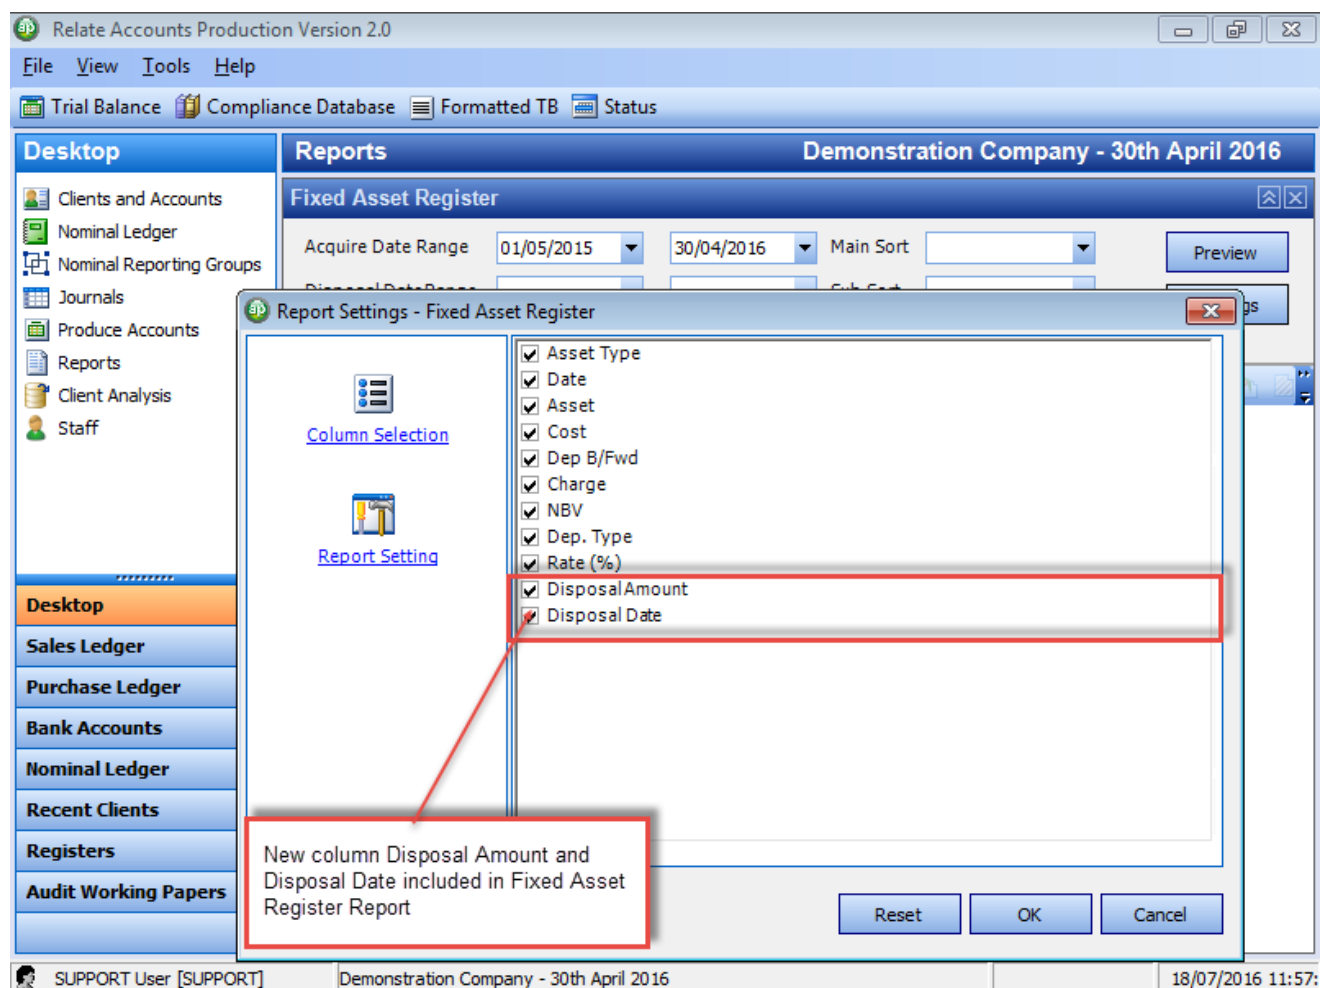 Relate Accounts Production Version 2.0
File View Tools Help
Trial Balance Compliance Database Formatted TB Status
Desktop
Reports Demonstration Company - 30th April 2016
Clients and Accounts
Nominal Ledger
Nominal Reporting Groups
Journals
Produce Accounts
Reports
Client Analysis
Staff
Fixed Asset Register
Acquire Date Range 01/05/2015 30/04/2016 Main Sort Preview
Disposal DateRange Sub Sort
gs
Report Settings - Fixed Asset Register
Column Selection
Report Setting
Asset Type
Date
Asset
Cost
Dep B/Fwd
Charge
NBV
Dep. Type
Rate (%)
Disposal Amount
Disposal Date
Desktop
Sales Ledger
Purchase Ledger
Bank Accounts
Nominal Ledger
Recent Clients
Registers
Audit Working Papers
New column Disposal Amount and
Disposal Date included in Fixed Asset
Register Report
Reset OK Cancel
SUPPORT User [SUPPORT] Demonstration Company - 30th April 2016 18/07/2016 11:57: